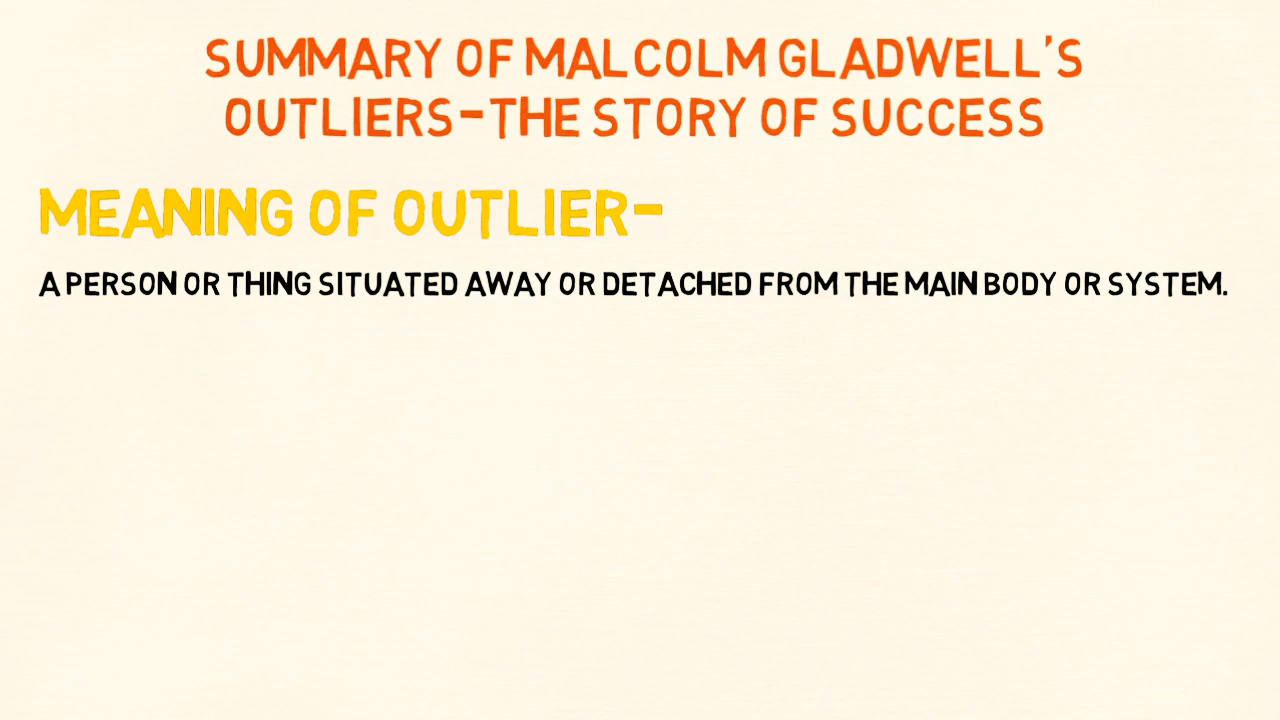 SUMMARY OF MALCOLM GLADWELL'S
OUTLIERS-THE STORY OF SUCCESS
MEANING OF OUTLIER-
A PERSON OR THING SITUATED AWAY OR DETACHED FROM THE MAIN BODY OR SYSTEM.